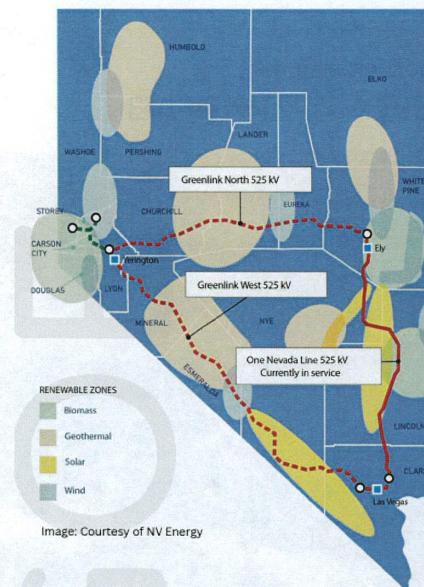 HUMBOLD
ELKO
LANDER
WASHOE
PERSHING
Greenlink North 525 kV
WHITE
PINE
STOREY
CHURCHILL
EUREKA
CARSON
CITY
Yerington
Ely
DOUGLAS
LYON
Greenlink West 525 kV
MINERAL
NYE
One Nevada Line 525 kV
Currently in service
ESMERALDA
RENEWABLE ZONES
Biomass
Geothermal
Solar
Wind
LINCOLN
CLAR
Las Vegas
Image: Courtesy of NV Energy